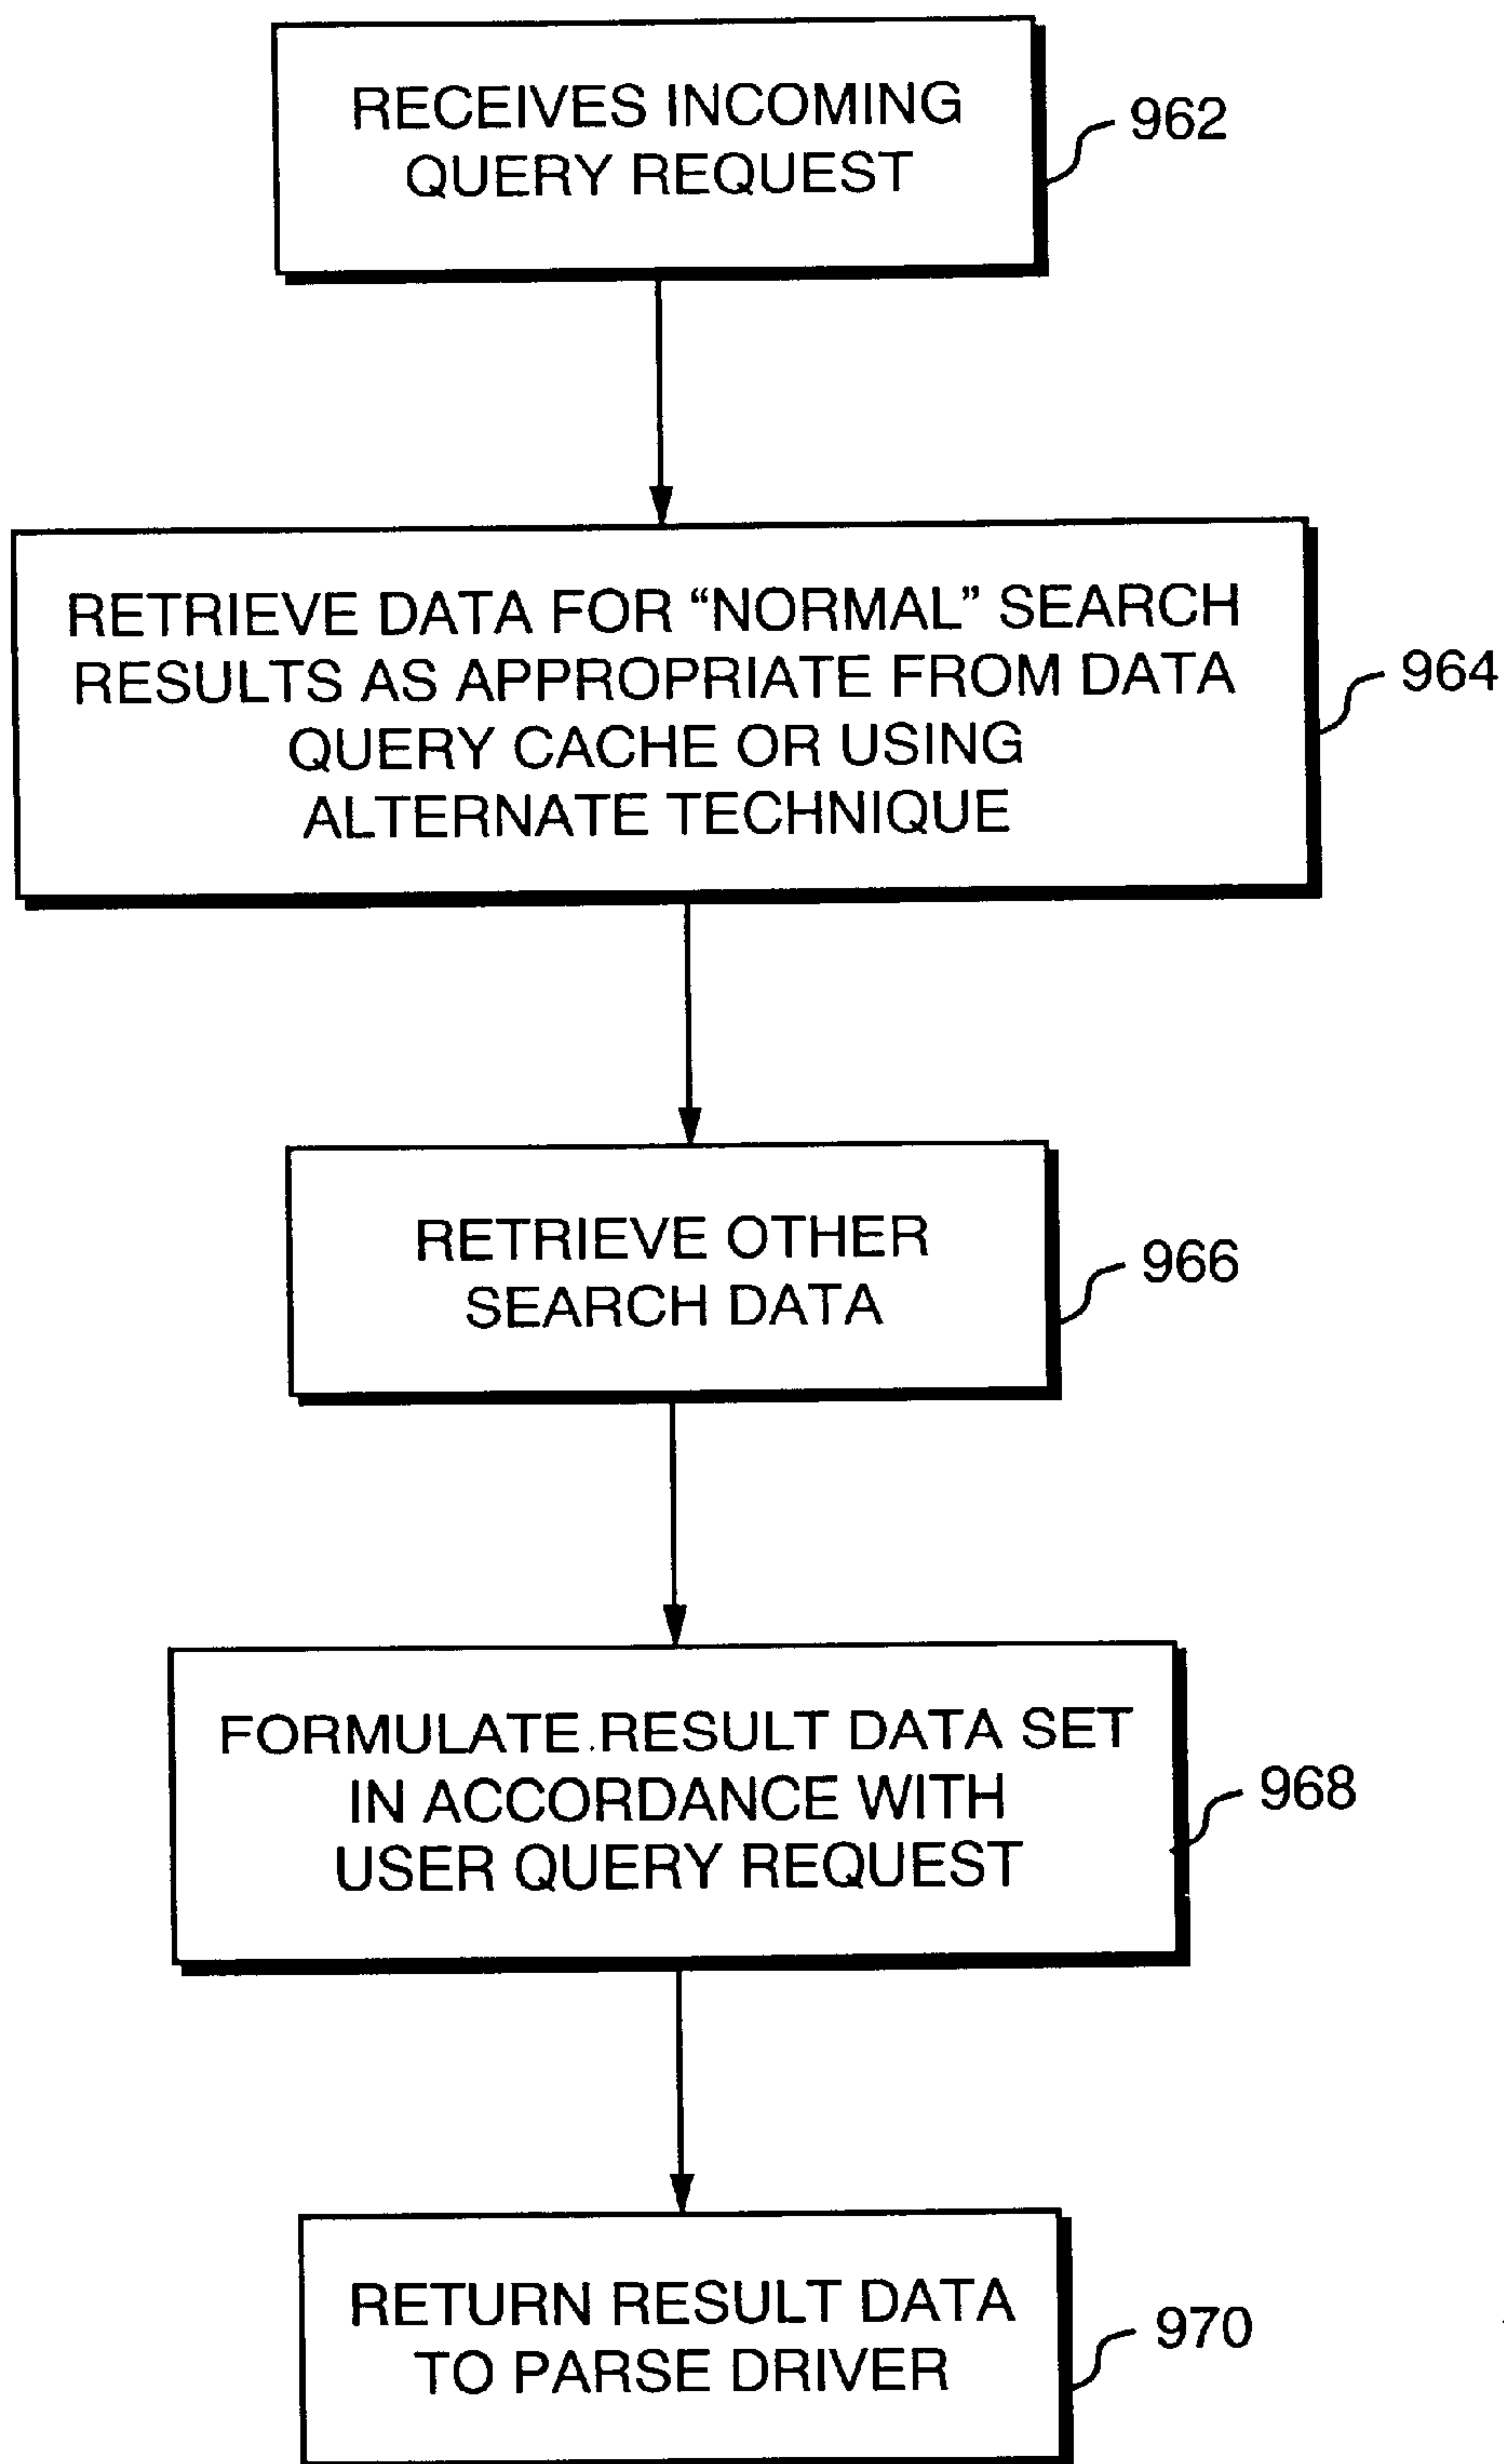 RECEIVES INCOMING
QUERY REQUEST
962
RETRIEVE DATA FOR “NORMAL” SEARCH
RESULTS AS APPROPRIATE FROM DATA
QUERY CACHE OR USING
ALTERNATE TECHNIQUE
964
RETRIEVE OTHER
SEARCH DATA
966
FORMULATE RESULT DATA SET
IN ACCORDANCE WITH
USER QUERY REQUEST
968
RETURN RESULT DATA
TO PARSE DRIVER
970